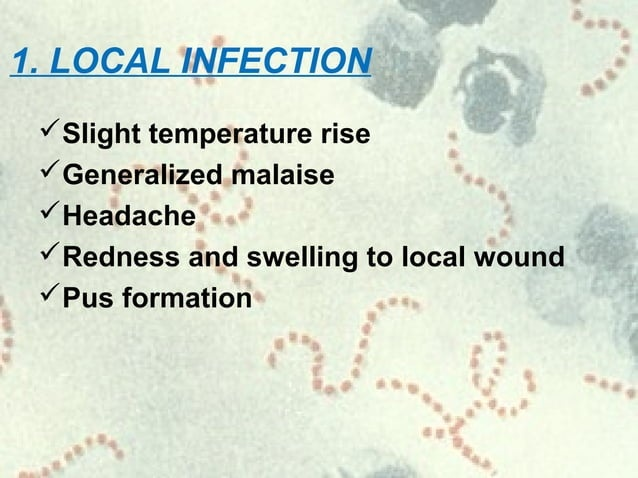 1. LOCAL INFECTION
✓Slight temperature rise
✓Generalized malaise
✓Headache
✓Redness and swelling to local wound
✓Pus formation